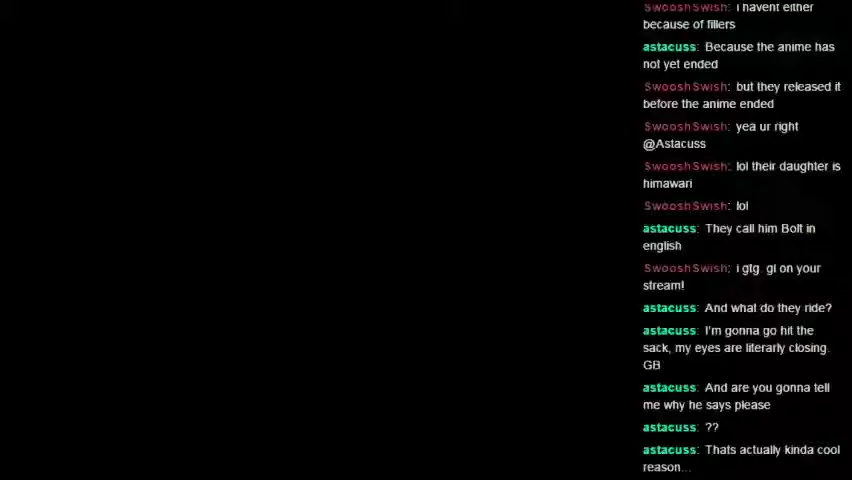 SwooshSwish: i havent either
because of fillers
astacuss: Because the anime has
not yet ended
SwooshSwish: but they released it
before the anime ended
SwooshSwish: yea ur right
@Astacuss
SwooshSwish: lol their daughter is
himawari
SwooshSwish: lol
astacuss: They call him Bolt in
english
SwooshSwish: i gtg. gl on your
stream!
astacuss: And what do they ride?
astacuss: I'm gonna go hit the
sack, my eyes are literarly closing.
GB
astacuss: And are you gonna tell
me why he says please
astacuss: ??
astacuss: Thats actually kinda cool
reason...